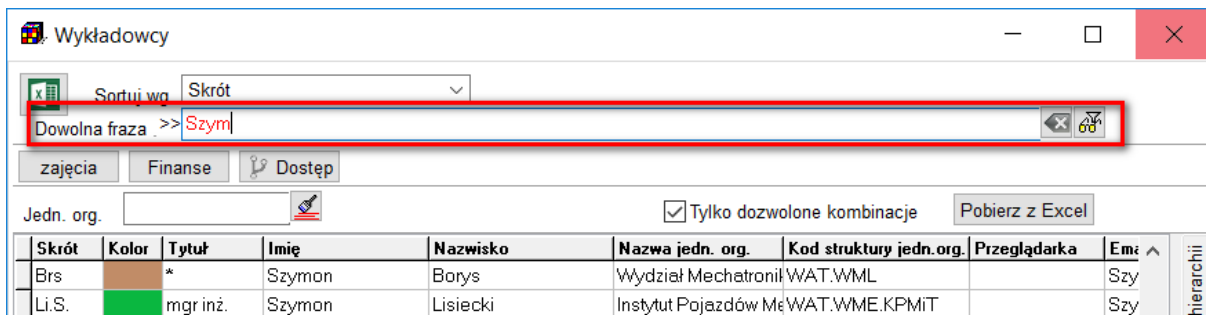 Wykładowcy
Sortuj wg Skrót
Dowolna fraza .>> Szym
zajęcia Finanse Dostęp
Jedn. org. Tylko dozwolone kombinacje Pobierz z Excel
Skrót Kolor Tytuł Imię Nazwisko Nazwa jedn. org. Kod struktury jedn.org. Przeglądarka Ema
Brs * Szymon Borys Wydział Mechatronik WAT.WML Szy
Li.S. mgr inż. Szymon Lisiecki Instytut Pojazdów Me WAT.WME.KPMiT Szy
hierarchii